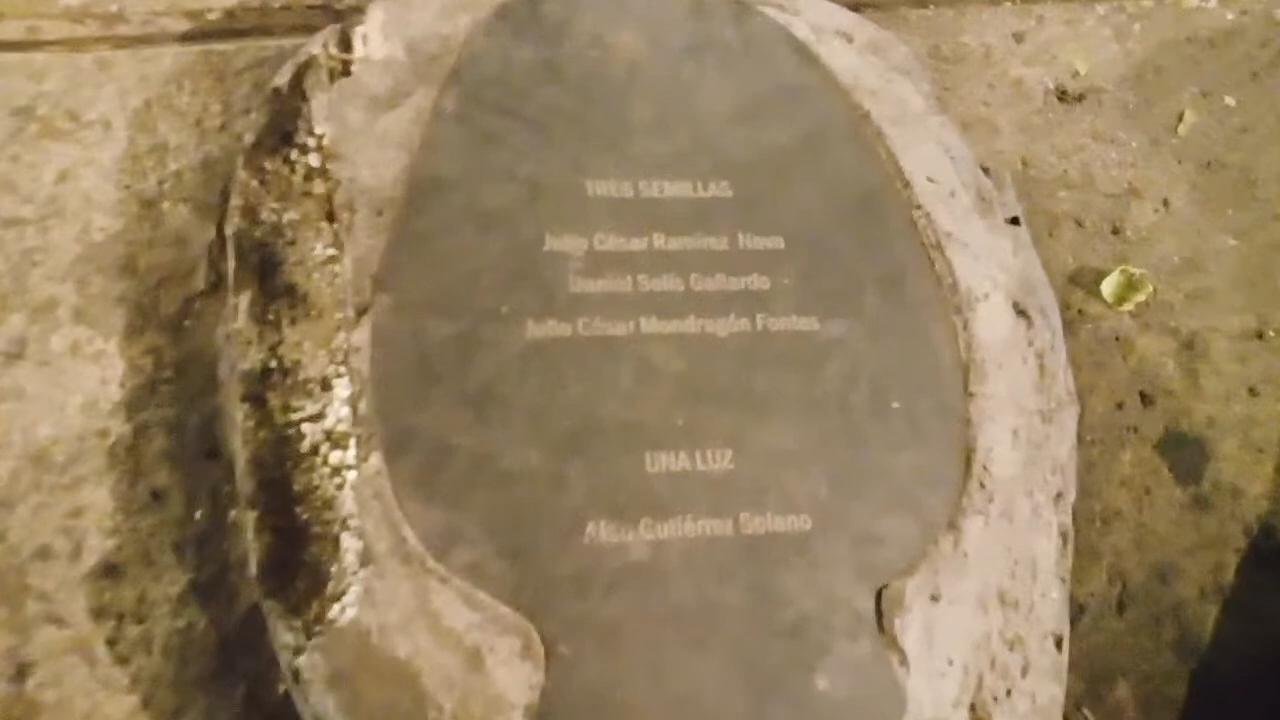 TRES SEMILLAS
Julio César Ramírez Nava
Daniel Solís Gallardo
Julio César Mondragón Fontes
UNA LUZ
Gutiérrez Solano